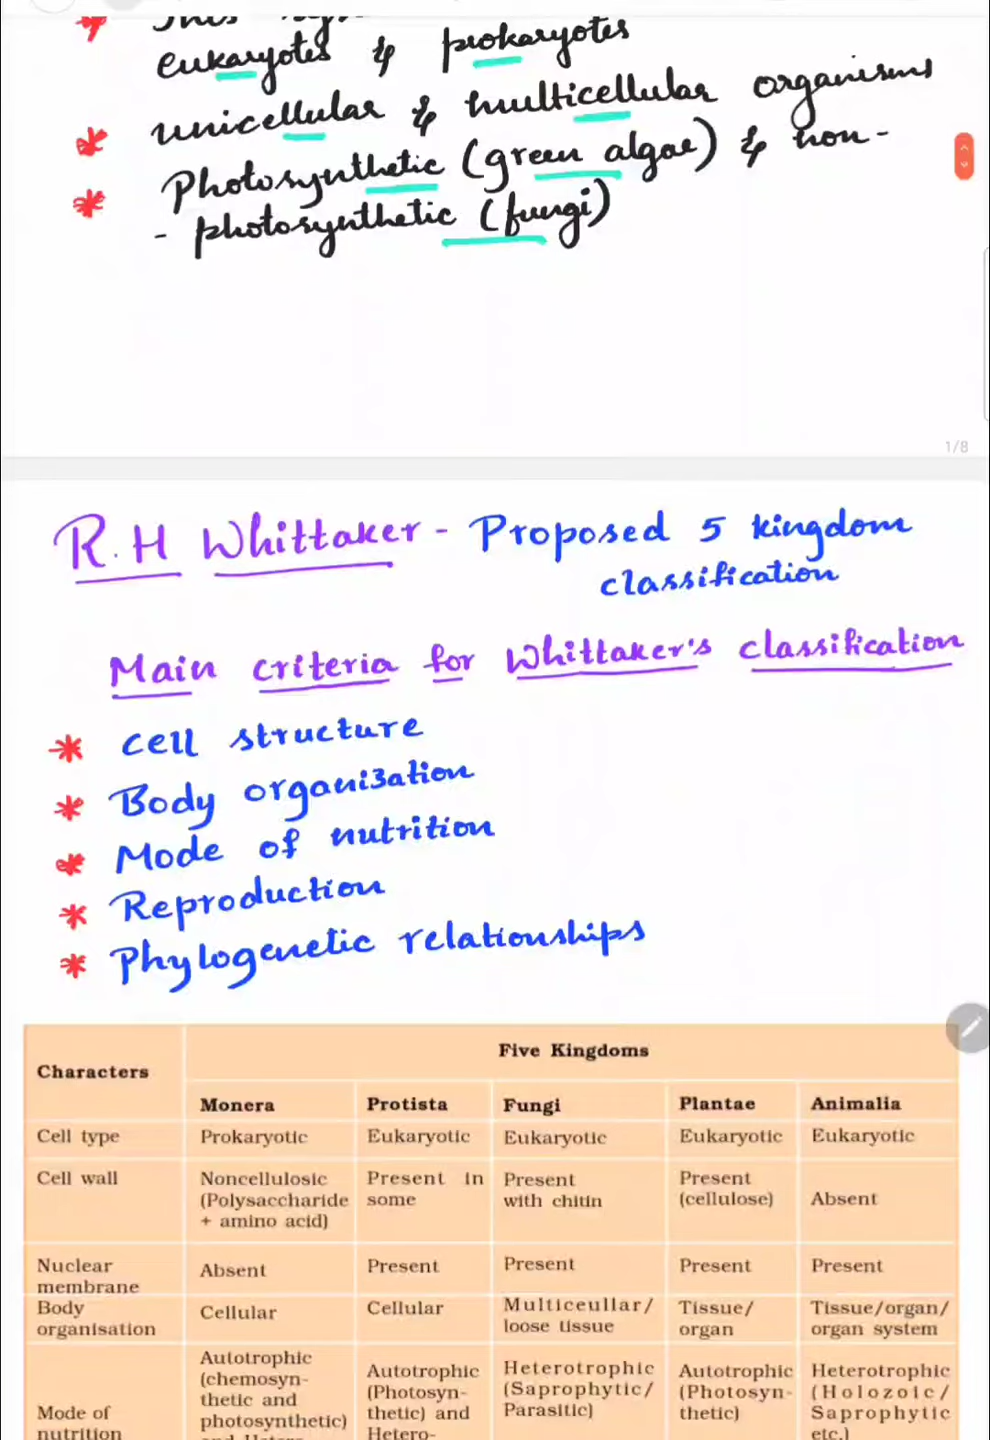 eukaryotes & prokaryotes
* unicellular & multicellular organisms
* Photosynthetic (green algae) & non-
- photosynthetic (fungi)
1/8
R.H Whittaker - Proposed 5 kingdom
classification
Main criteria for Whittaker's classification
* Cell structure
* Body organisation
* Mode of nutrition
* Reproduction
* Phylogenetic relationships
Characters Five Kingdoms
Monera Protista Fungi Plantae Animalia
Cell type Prokaryotic Eukaryotic Eukaryotic Eukaryotic Eukaryotic
Cell wall Noncellulosic Present in Present Present
(Polysaccharide some with chitin (cellulose) Absent
+ amino acid)
Nuclear Absent Present Present Present Present
membrane
Body Cellular Cellular Multiceullar/ Tissue/ Tissue/organ/
organisation loose tissue organ organ system
Autotrophic Autotrophic Heterotrophic Autotrophic Heterotrophic
(chemosyn- (Photosyn- (Saprophytic/ (Photosyn- (Holozoic/
thetic and thetic) and Parasitic) thetic) Saprophytic
Mode of photosynthetic) Hetero- etc.)
nutrition